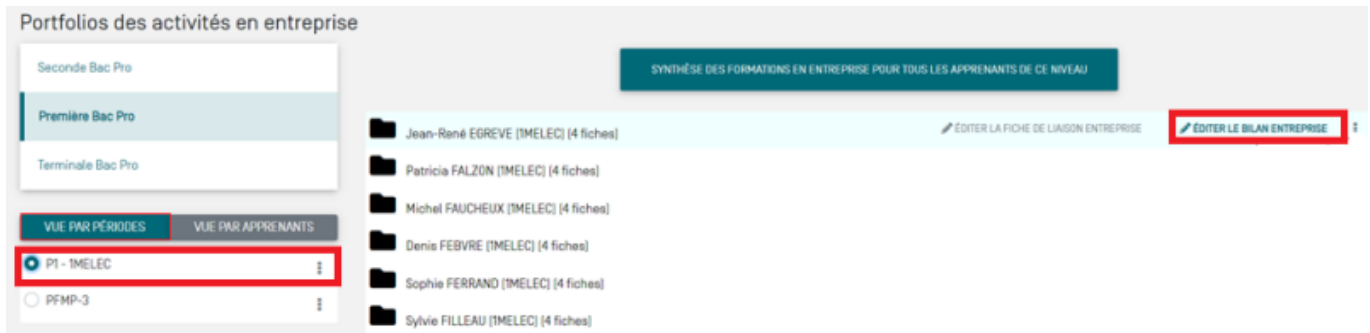 Portfolios des activités en entreprise
Seconde Bac Pro
Première Bac Pro
Terminale Bac Pro
VUE PAR PÉRIODES VUE PAR APPRENANTS
P1 - 1MELEC
PFMP-3
SYNTHÈSE DES FORMATIONS EN ENTREPRISE POUR TOUS LES APPRENANTS DE CE NIVEAU
Jean-René EGREVE (1MELEC) (4 fiches) ÉDITER LA FICHE DE LIAISON ENTREPRISE ÉDITER LE BILAN ENTREPRISE
Patricia FALZON (1MELEC) (4 fiches)
Michel FAUCHEUX (1MELEC) (4 fiches)
Denis FEBVRE (1MELEC) (4 fiches)
Sophie FERRAND (1MELEC) (4 fiches)
Sylvie FILLEAU (1MELEC) (4 fiches)